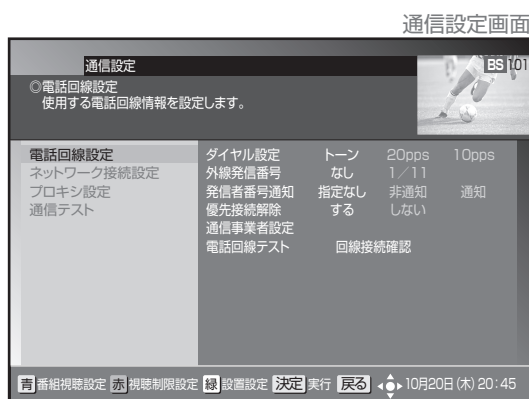 通信設定画面
通信設定
BS 101
◎電話回線設定
使用する電話回線情報を設定します。
電話回線設定
ネットワーク接続設定
プロキシ設定
通信テスト
ダイヤル設定 トーン 20pps 10pps
外線発信番号 なし 1／11
発信者番号通知 指定なし 非通知 通知
優先接続解除 する しない
通信事業者設定
電話回線テスト 回線接続確認
青 番組視聴設定 赤 視聴制限設定 緑 設置設定 決定 実行 戻る 10月20日(木) 20:45